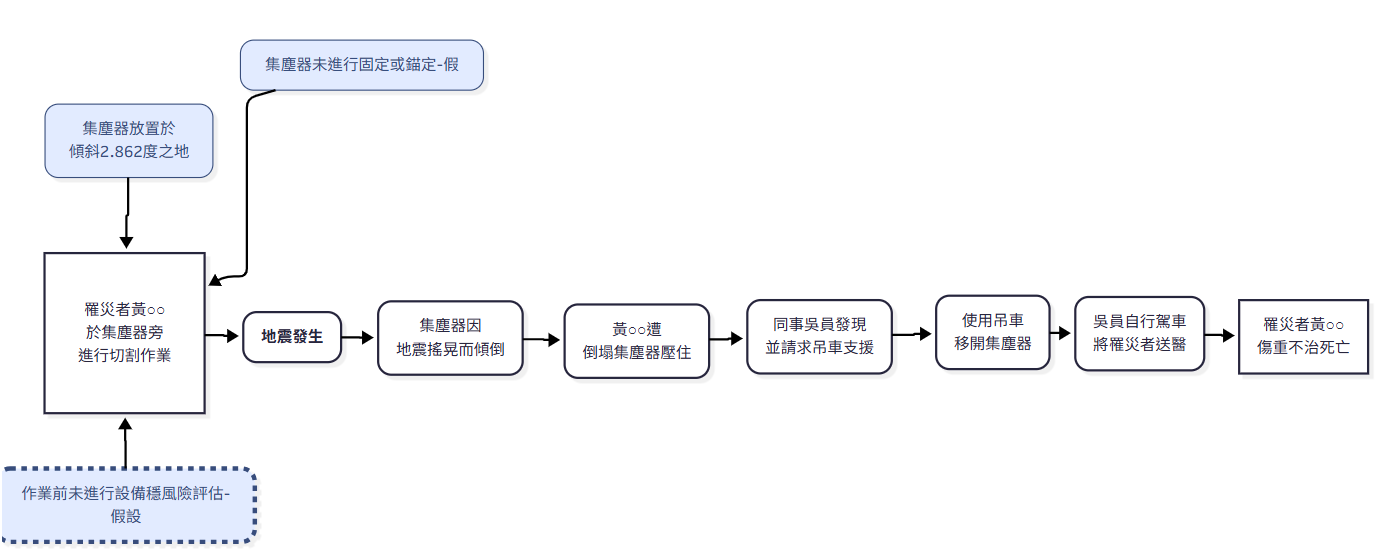 集塵器未進行固定或錨定-假
集塵器放置於
傾斜2.862度之地
罹災者黃○○
於集塵器旁
進行切割作業
地震發生
集塵器因
地震搖晃而傾倒
黃○○遭
倒塌集塵器壓住
同事吳員發現
並請求吊車支援
使用吊車
移開集塵器
吳員自行駕車
將罹災者送醫
罹災者黃○○
傷重不治死亡
作業前未進行設備穩風險評估-
假設